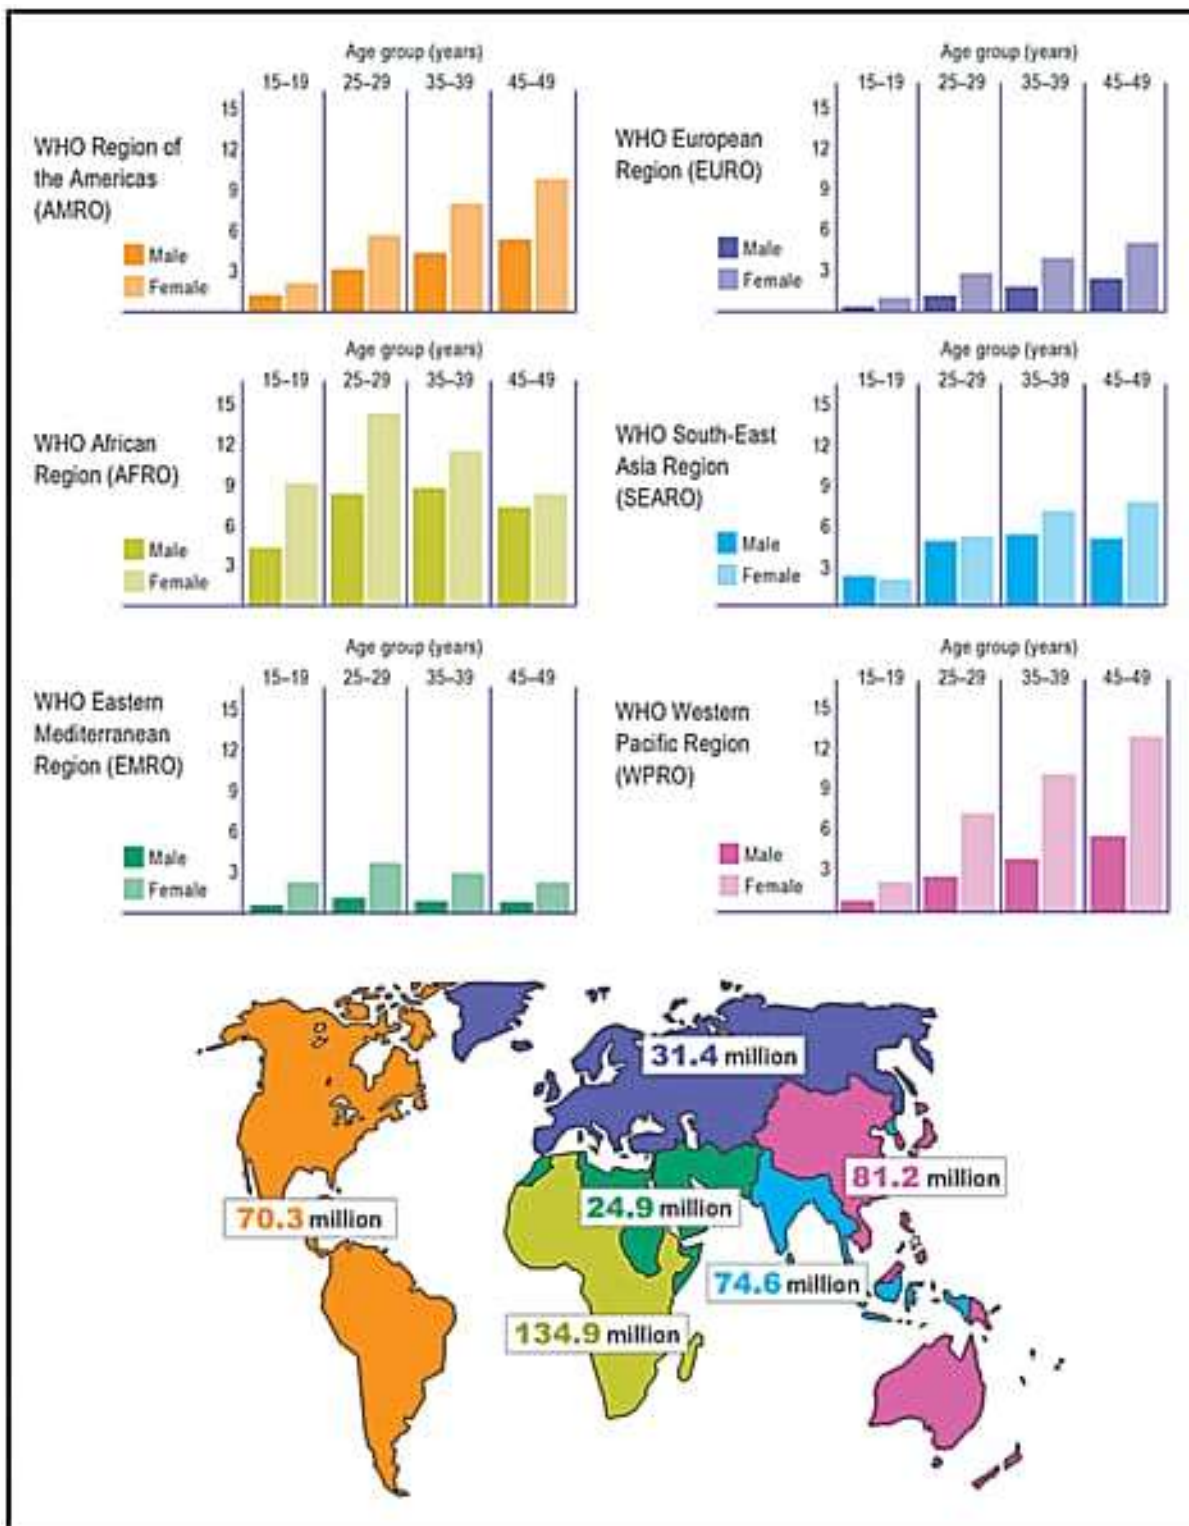 Age group (years)
15–19 25–29 35–39 45–49
WHO Region of
the Americas
(AMRO)
15
12
9
6
3
Male
Female
Age group (years)
15–19 25–29 35–39 45–49
WHO European
Region (EURO)
15
12
9
6
3
Male
Female
Age group (years)
15–19 25–29 35–39 45–49
WHO African
Region (AFRO)
15
12
9
6
3
Male
Female
Age group (years)
15–19 25–29 35–39 45–49
WHO South-East
Asia Region
(SEARO)
15
12
9
6
3
Male
Female
Age group (years)
15–19 25–29 35–39 45–49
WHO Eastern
Mediterranean
Region (EMRO)
15
12
9
6
3
Male
Female
Age group (years)
15–19 25–29 35–39 45–49
WHO Western
Pacific Region
(WPRO)
15
12
9
6
3
Male
Female
31.4 million
81.2 million
70.3 million
24.9 million
74.6 million
134.9 million